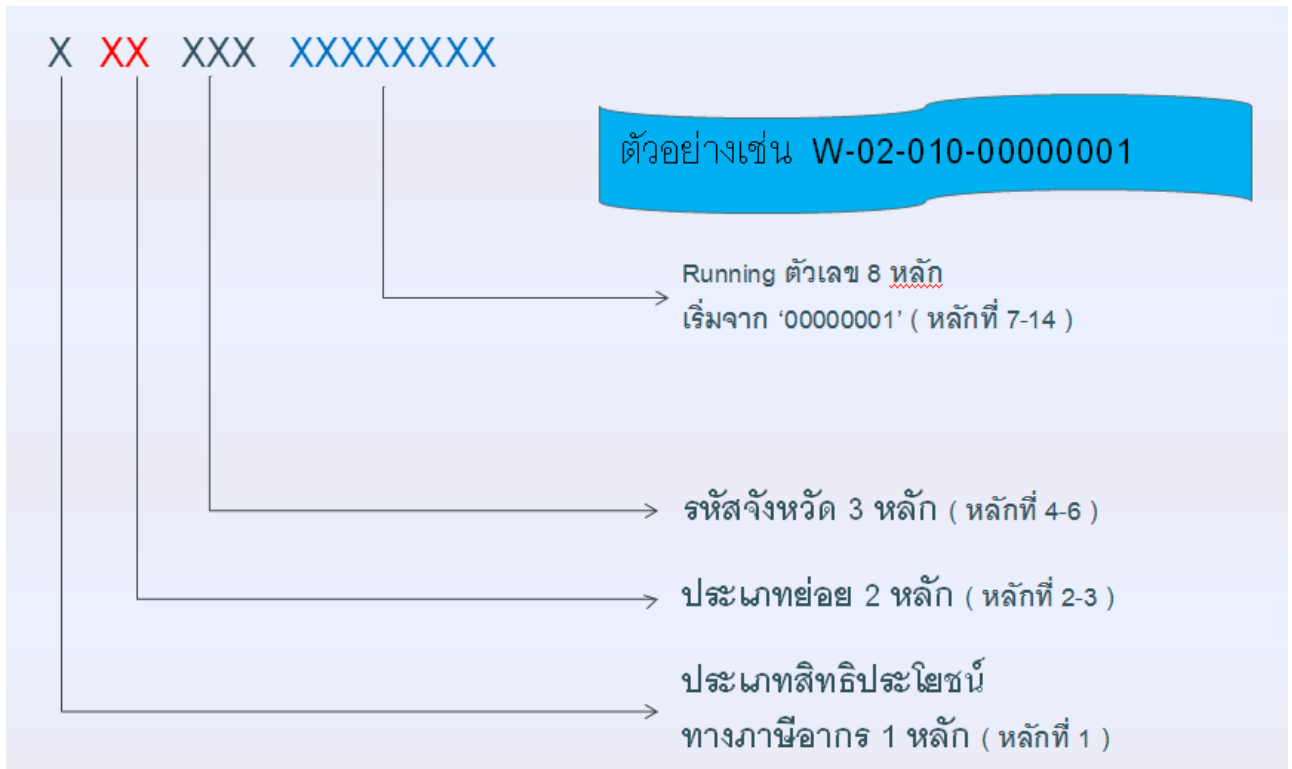 X XX XXX XXXXXXXX
ตัวอย่างเช่น W-02-010-00000001
Running ตัวเลข 8 หลัก
เริ่มจาก ‘00000001’ ( หลักที่ 7-14 )
รหัสจังหวัด 3 หลัก ( หลักที่ 4-6 )
ประเภทย่อย 2 หลัก ( หลักที่ 2-3 )
ประเภทสิทธิประโยชน์
ทางภาษีอากร 1 หลัก ( หลักที่ 1 )